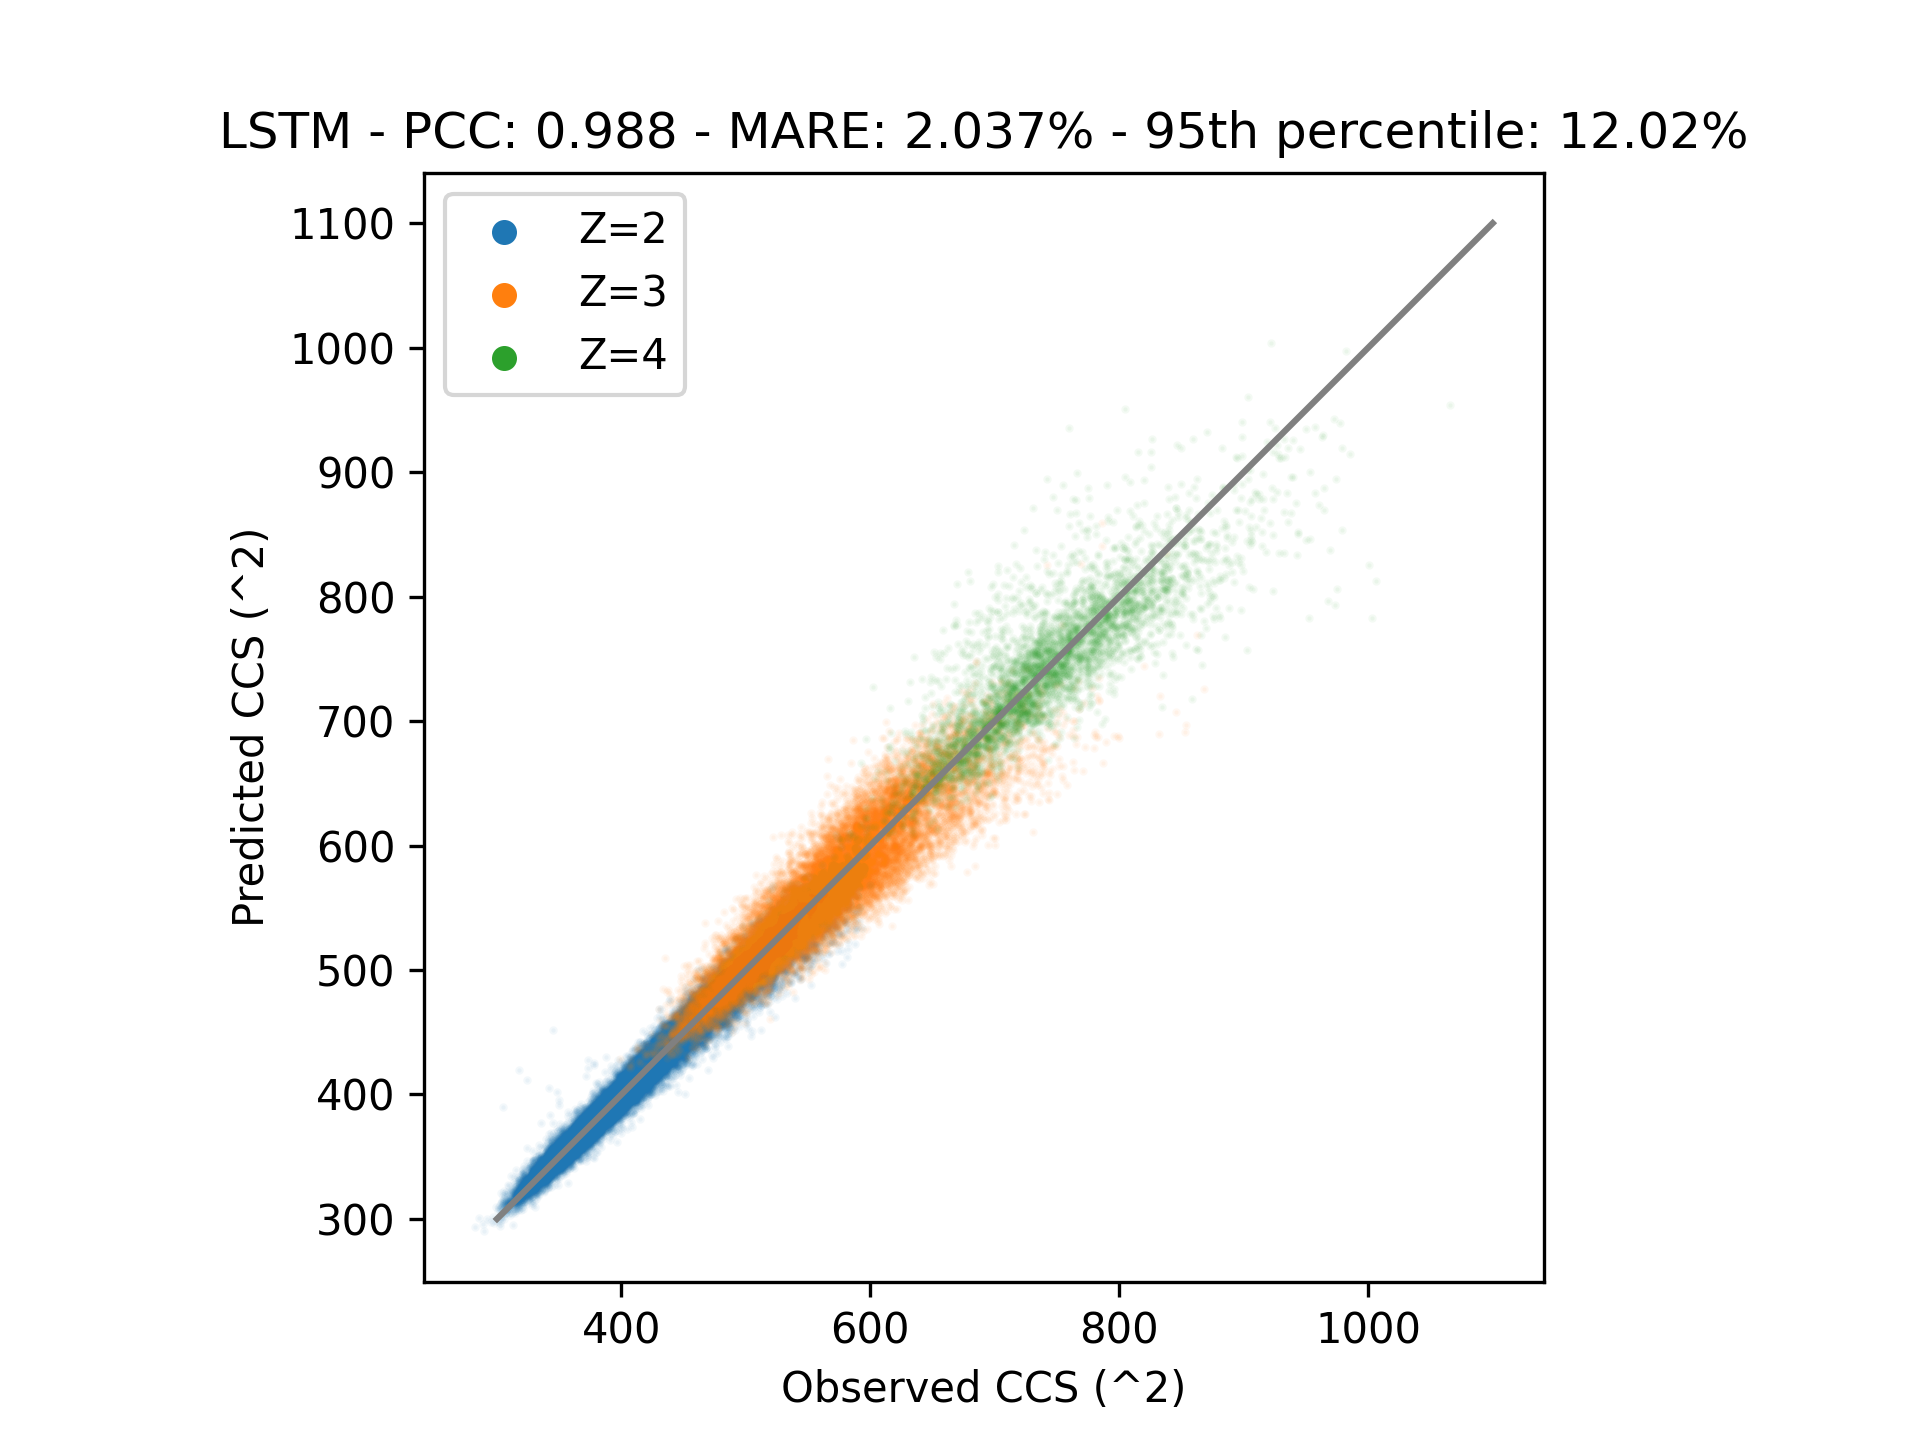 LSTM - PCC: 0.988 - MARE: 2.037% - 95th percentile: 12.02%
Z=2
Z=3
Z=4
1100
1000
900
800
700
600
500
400
300
Predicted CCS (^2)
400 600 800 1000
Observed CCS (^2)